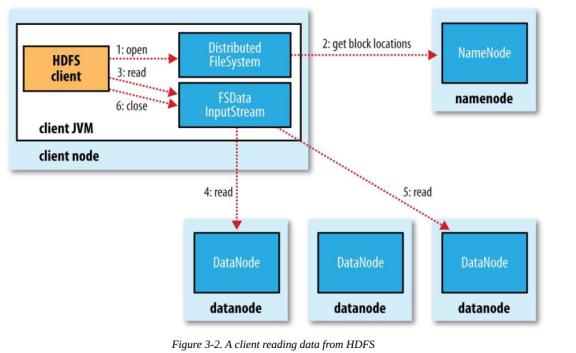 1: open
Distributed
FileSystem
2: get block locations
NameNode
HDFS
client
3: read
namenode
FSData
InputStream
6: close
client JVM
client node
4: read
5: read
DataNode
DataNode
DataNode
datanode
datanode
datanode
Figure 3-2. A client reading data from HDFS